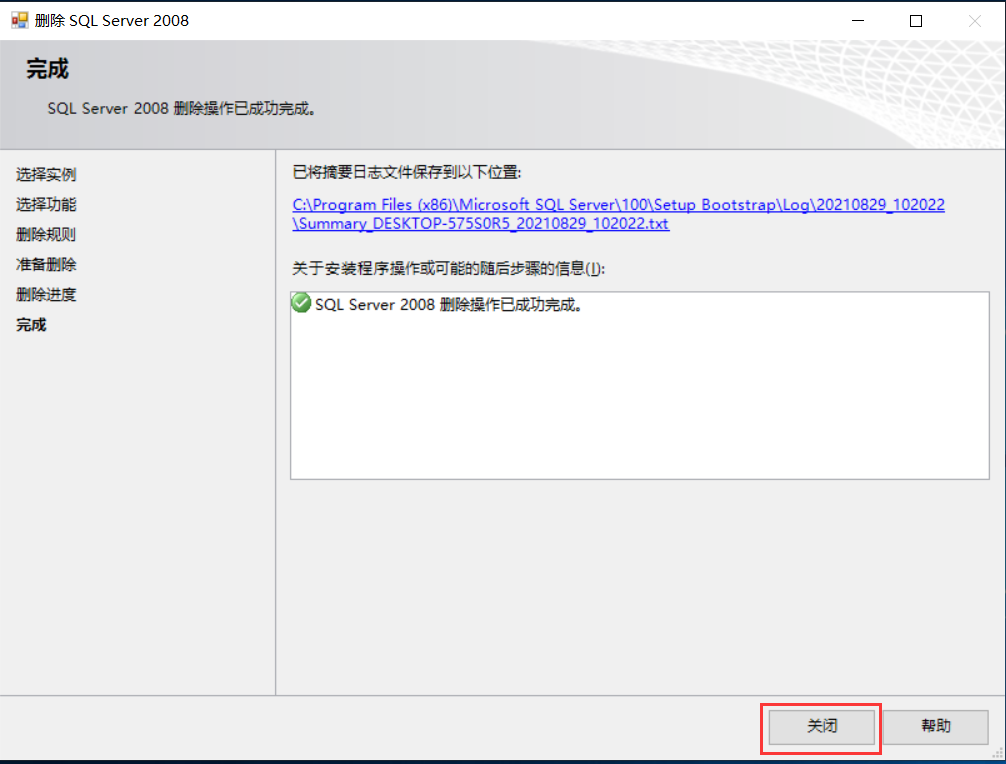 删除 SQL Server 2008
完成
SQL Server 2008 删除操作已成功完成。
选择实例
选择功能
删除规则
准备删除
删除进度
完成
已将摘要日志文件保存到以下位置:
C:\Program Files (x86)\Microsoft SQL Server\100\Setup Bootstrap\Log\20210829_102022
\Summary_DESKTOP-575S0R5_20210829_102022.txt
关于安装程序操作或可能的随后步骤的信息(I):
SQL Server 2008 删除操作已成功完成。
关闭
帮助